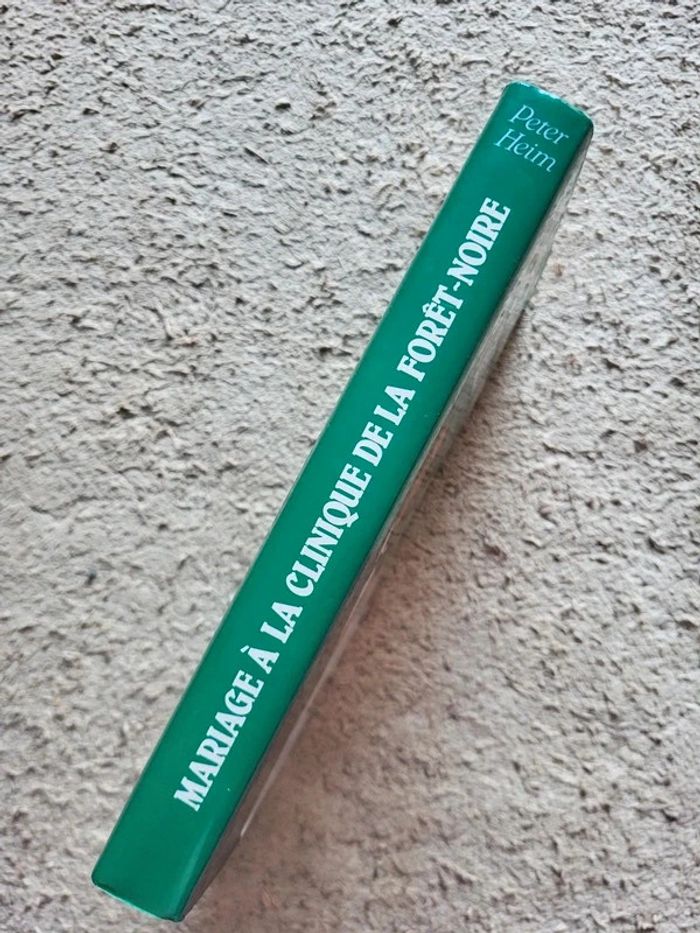 Peter
Heim
MARIAGE À LA CLINIQUE DE LA FORÊT-NOIRE